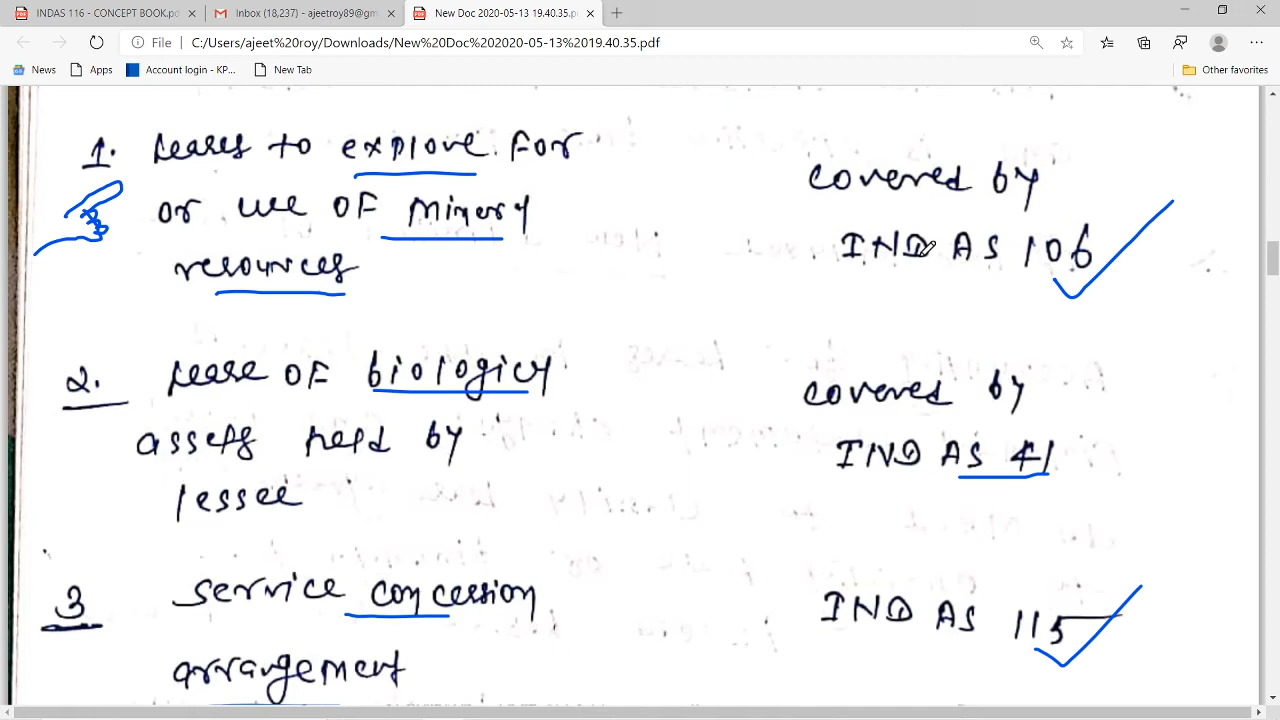 INDAS 116 - CONCEPT BOOK.pd
Inbox (18,237) - ajeetroy89@gm
New Doc 2020-05-13 19.40.35.p
File
C:/Users/ajeet%20roy/Downloads/New%20Doc%202020-05-13%2019.40.35.pdf
News
Apps
Account login - KP...
New Tab
Other favorites
1. leases to explore for
or use of mineral
resources
covered by
IND AS 106
2. lease of biological
assets held by
lessee
covered by
IND AS 41
3 service concession
arrangement
IND AS 115